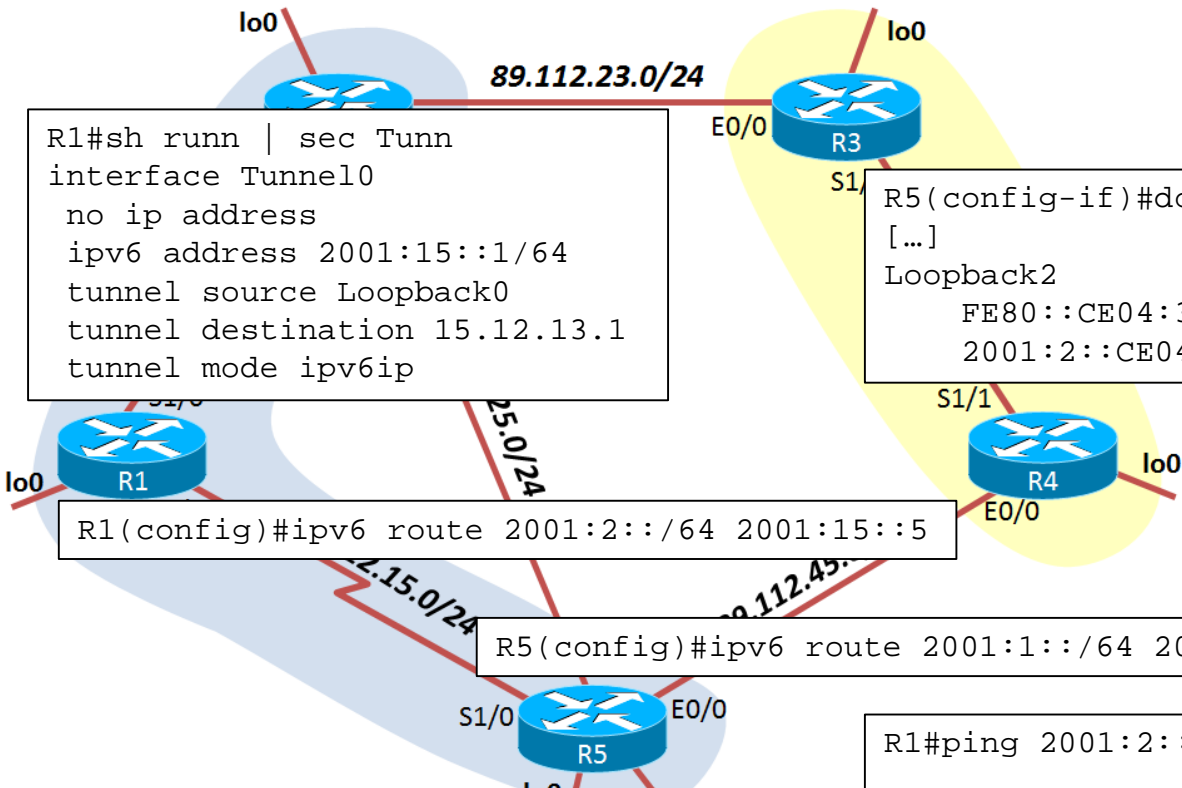 lo0
lo0
89.112.23.0/24
E0/0
R3
R1#sh runn | sec Tunn
interface Tunnel0
no ip address
ipv6 address 2001:15::1/64
tunnel source Loopback0
tunnel destination 15.12.13.1
tunnel mode ipv6ip
S1/
R5(config-if)#do
[…]
Loopback2
FE80::CE04:3
2001:2::CE04
S1/0
25.0/24
S1/1
lo0
R1
R4
lo0
E0/0
R1(config)#ipv6 route 2001:2::/64 2001:15::5
2.15.0/24
112.45.
R5(config)#ipv6 route 2001:1::/64 20
S1/0
E0/0
R5
R1#ping 2001:2::